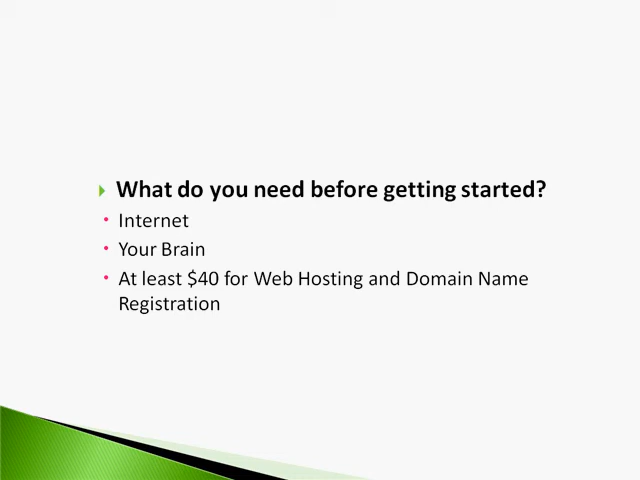 What do you need before getting started?
Internet
Your Brain
At least $40 for Web Hosting and Domain Name
Registration